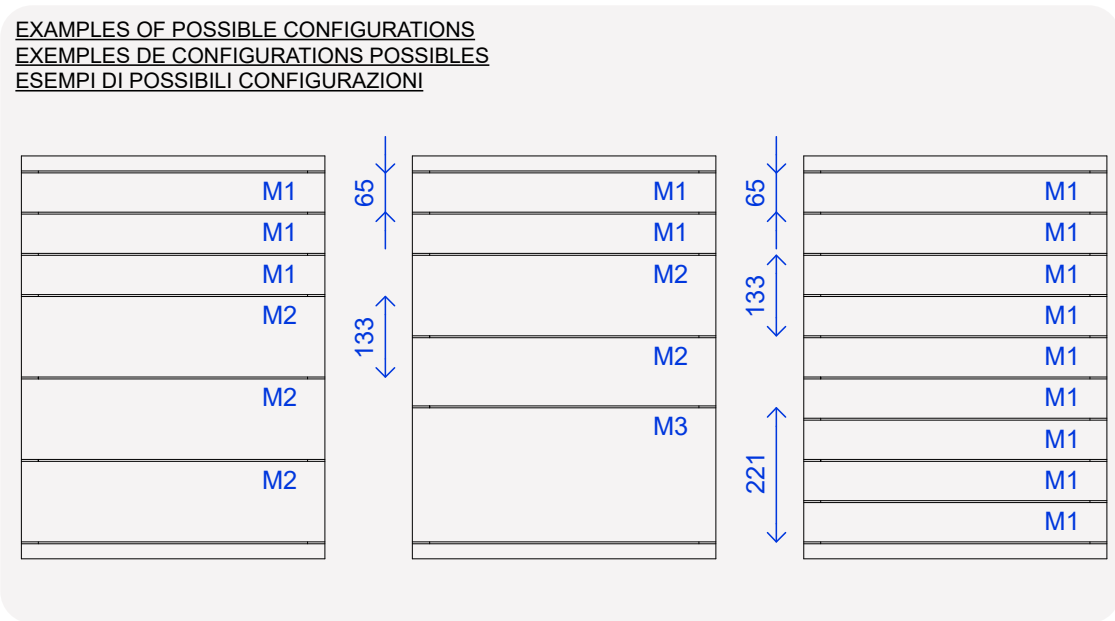 EXAMPLES OF POSSIBLE CONFIGURATIONS
EXEMPLES DE CONFIGURATIONS POSSIBLES
ESEMPI DI POSSIBILI CONFIGURAZIONI
M1
M1
M1
M2
M2
M2
65
133
M1
M1
M2
M2
M3
65
133
221
M1
M1
M1
M1
M1
M1
M1
M1
M1